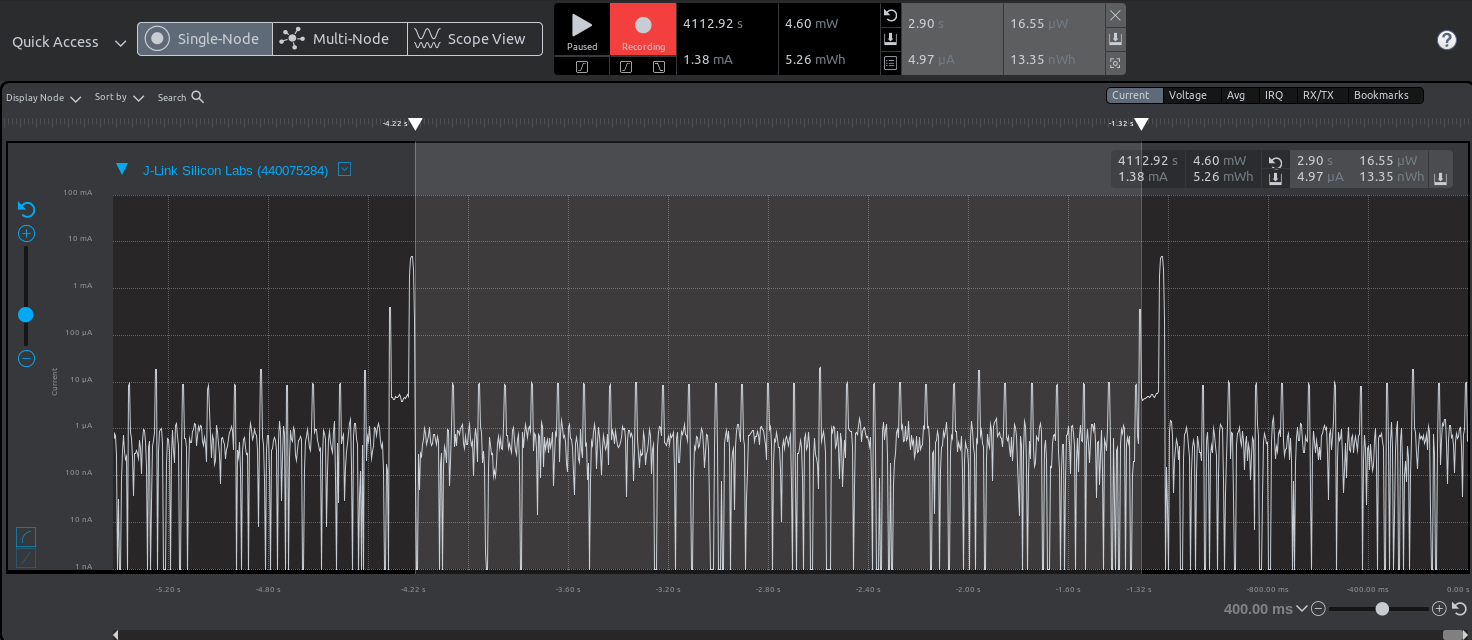 Quick Access
Single-Node
Multi-Node
Scope View
Paused
Recording
4112.92 s
1.38 mA
4.60 mW
5.26 mWh
2.90 s
4.97 µA
16.55 µW
13.35 nWh
?
Display Node
Sort by
Search
Current
Voltage
Avg
IRQ
RX/TX
Bookmarks
-4.22 s
-1.32 s
J-Link Silicon Labs (440075284)
4112.92 s 4.60 mW 2.90 s 16.55 µW
1.38 mA 5.26 mWh 4.97 µA 13.35 nWh
100 mA
10 mA
1 mA
100 µA
10 µA
1 µA
100 nA
10 nA
1 nA
Current
-5.20 s -4.80 s -4.22 s -3.60 s -3.20 s -2.80 s -2.40 s -2.00 s -1.60 s -1.32 s -800.00 ms -400.00 ms 0.00 s
400.00 ms